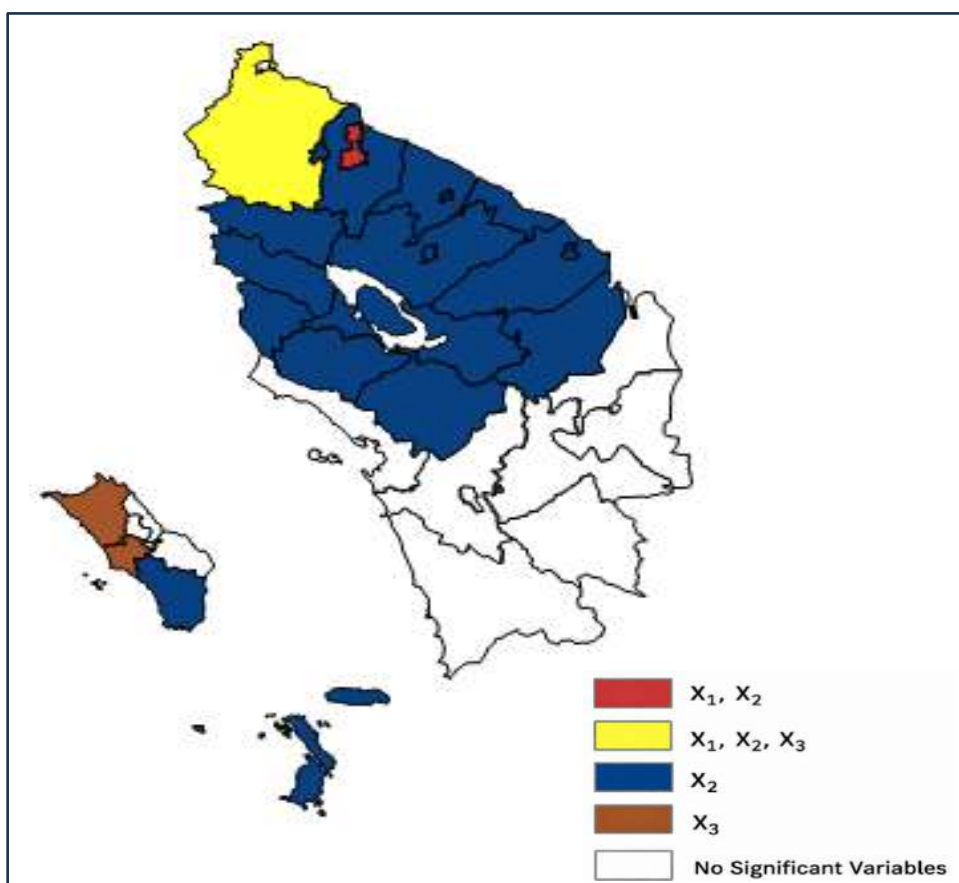 X₁, X₂
X₁, X₂, X₃
X₂
X₃
No Significant Variables